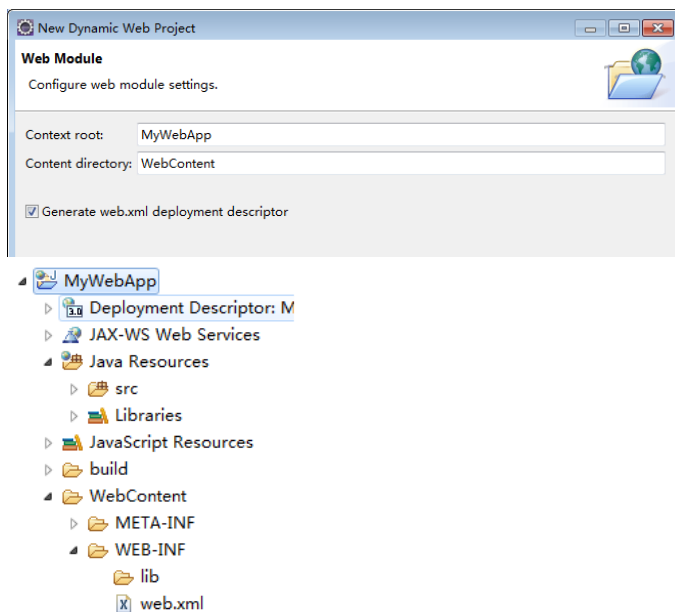 New Dynamic Web Project
Web Module
Configure web module settings.
Context root: MyWebApp
Content directory: WebContent
Generate web.xml deployment descriptor
MyWebApp
3.0 Deployment Descriptor: M
JAX-WS Web Services
Java Resources
src
Libraries
JavaScript Resources
build
WebContent
META-INF
WEB-INF
lib
X web.xml